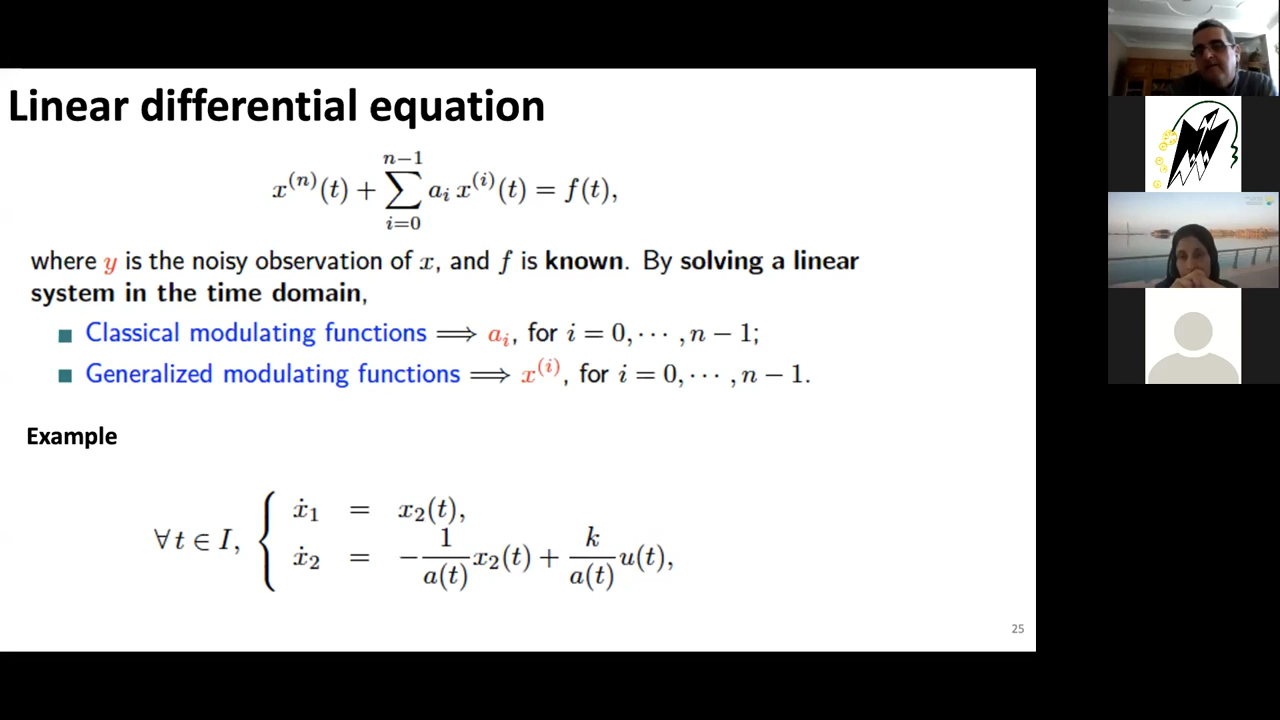 Linear differential equation
x^{(n)}(t) + \sum_{i=0}^{n-1} a_i x^{(i)}(t) = f(t),
where y is the noisy observation of x, and f is known. By solving a linear
system in the time domain,
■ Classical modulating functions ⟹ a_i, for i = 0, ⋯ , n − 1;
■ Generalized modulating functions ⟹ x^{(i)}, for i = 0, ⋯ , n − 1.
Example
∀ t ∈ I, { ẋ_1 = x_2(t),
ẋ_2 = −\frac{1}{a(t)} x_2(t) + \frac{k}{a(t)} u(t),
25